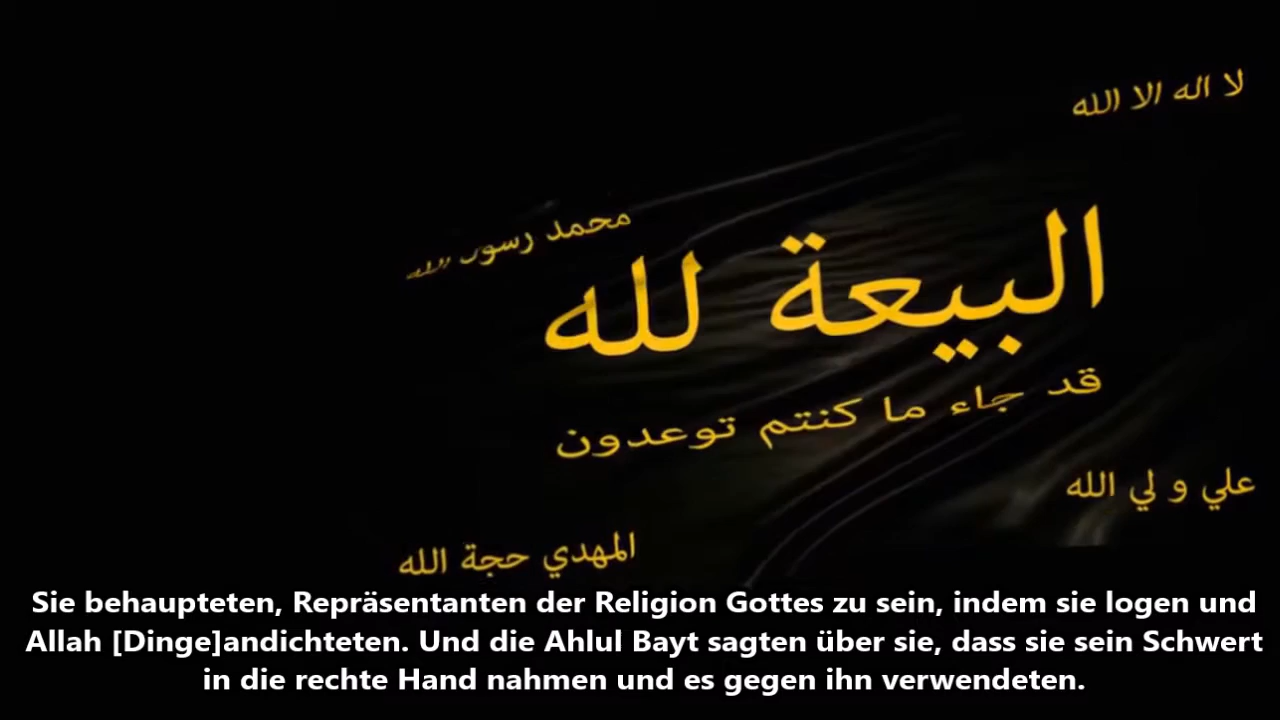 لا اله الا الله
محمد رسول الله
البيعة لله
قد جاء ما كنتم توعدون
علي و لي الله
المهدي حجة الله
Sie behaupteten, Repräsentanten der Religion Gottes zu sein, indem sie logen und
Allah [Dinge]andichteten. Und die Ahlul Bayt sagten über sie, dass sie sein Schwert
in die rechte Hand nahmen und es gegen ihn verwendeten.